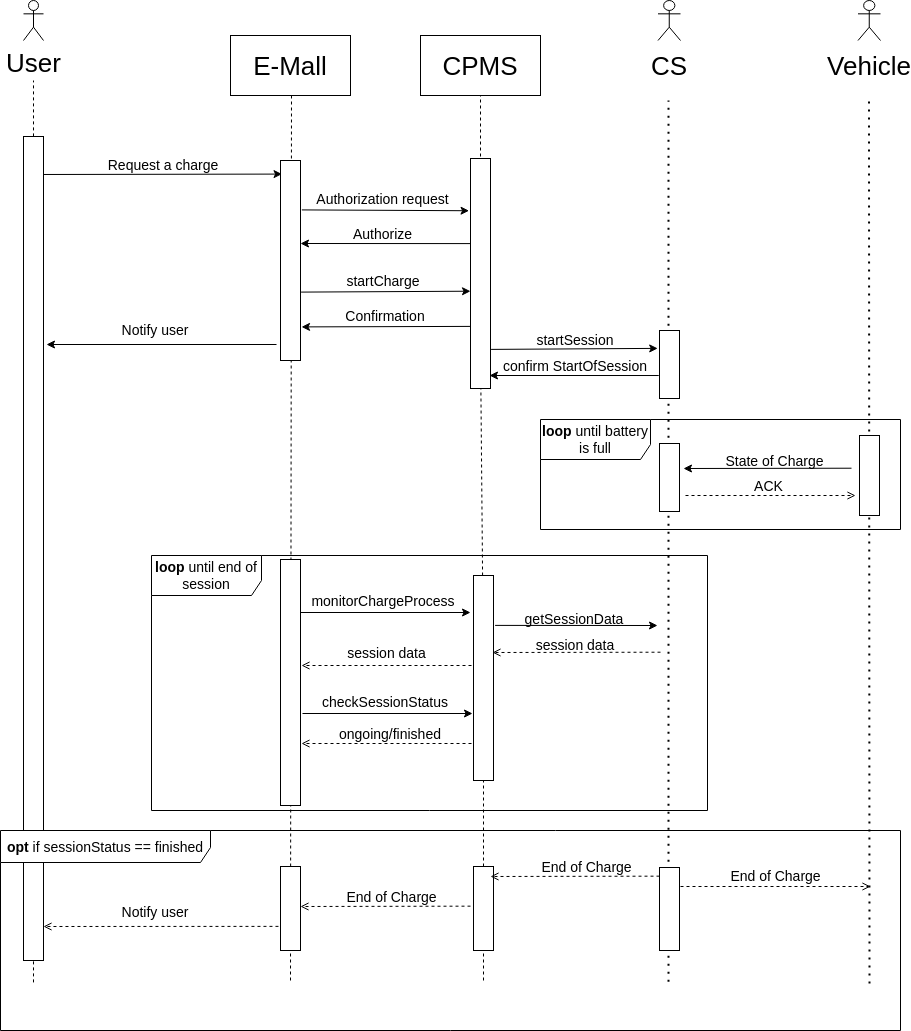 User
E-Mall
CPMS
CS
Vehicle
Request a charge
Authorization request
Authorize
startCharge
Confirmation
Notify user
startSession
confirm StartOfSession
loop until battery
is full
State of Charge
ACK
loop until end of
session
monitorChargeProcess
getSessionData
session data
session data
checkSessionStatus
ongoing/finished
opt if sessionStatus == finished
End of Charge
End of Charge
End of Charge
Notify user